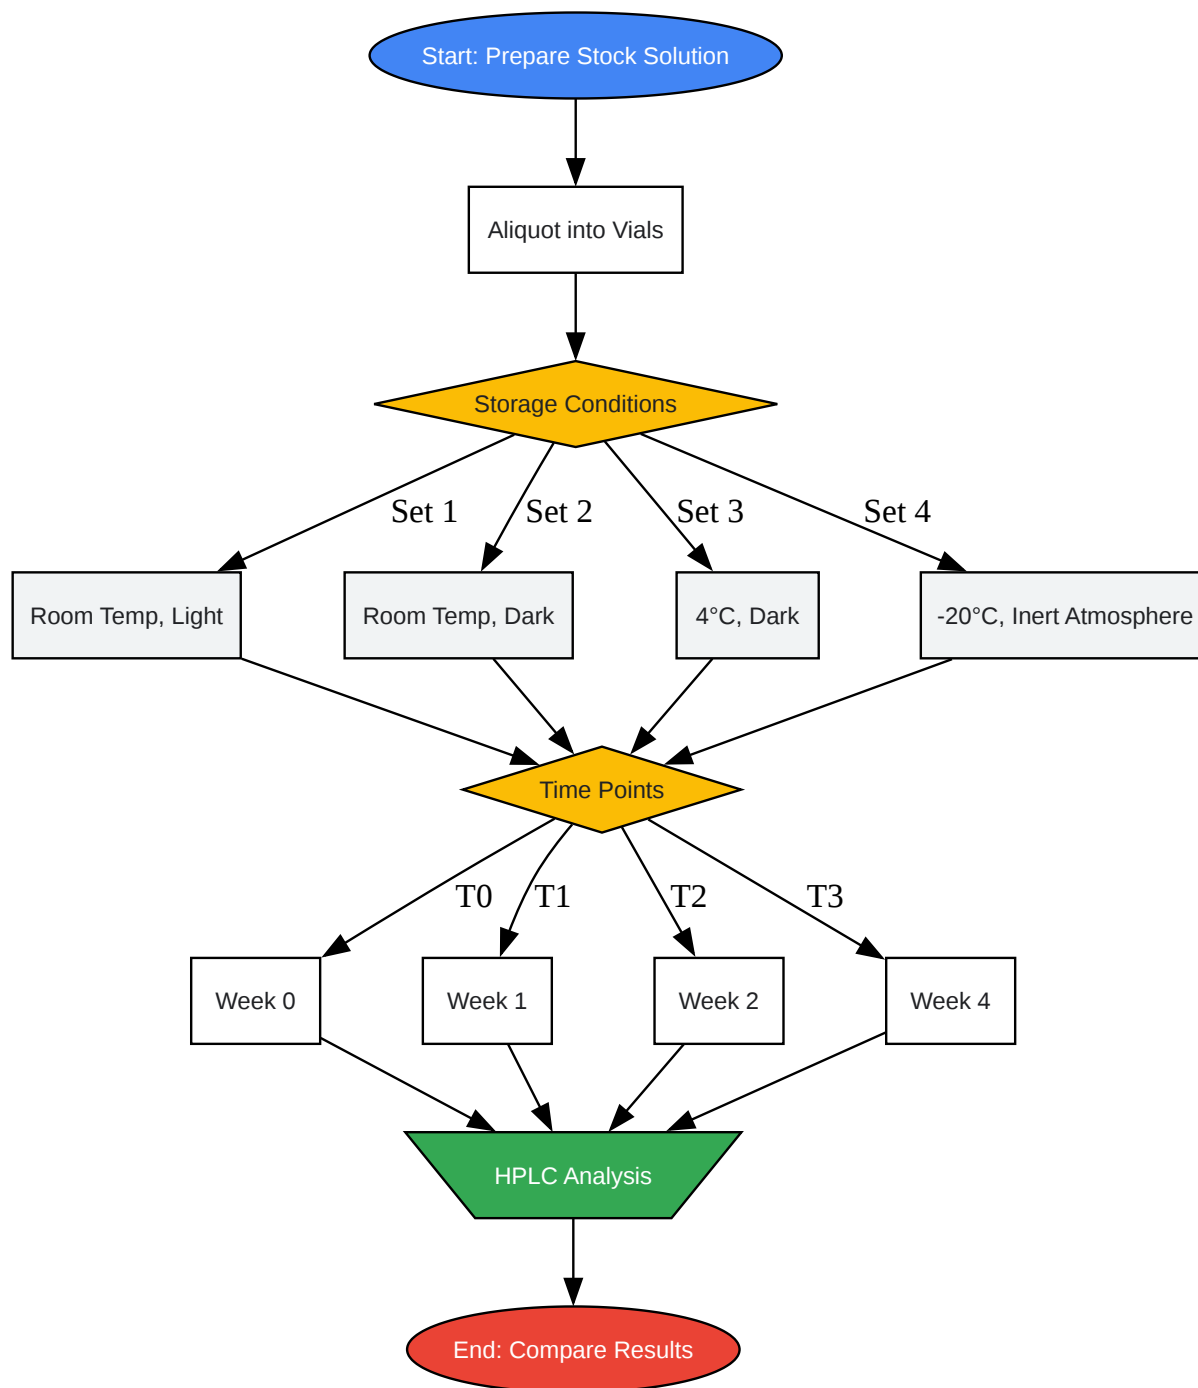 Start: Prepare Stock Solution
Aliquot into Vials
Storage Conditions
Set 1
Set 2
Set 3
Set 4
Room Temp, Light
Room Temp, Dark
4°C, Dark
-20°C, Inert Atmosphere
Time Points
T0
T1
T2
T3
Week 0
Week 1
Week 2
Week 4
HPLC Analysis
End: Compare Results